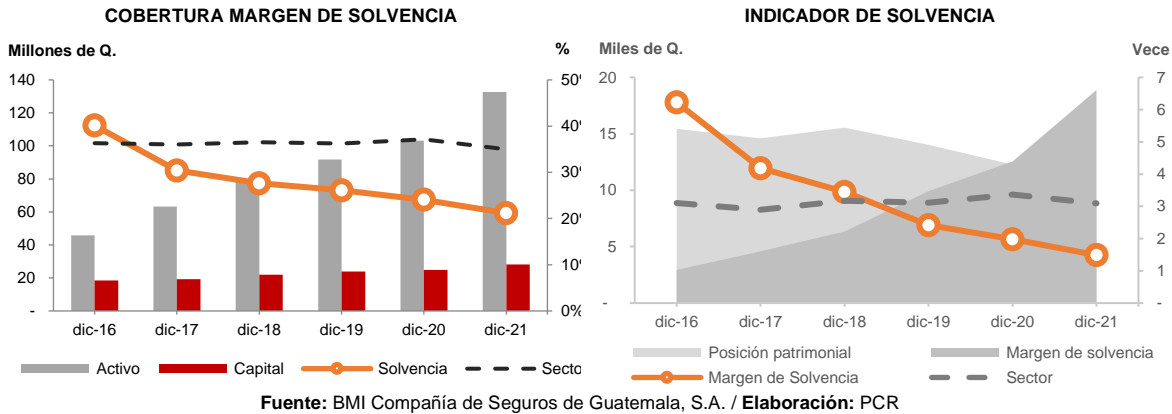 COBERTURA MARGEN DE SOLVENCIA
Millones de Q.
%
140
120
100
80
60
40
20
-
50%
40%
30%
20%
10%
0%
dic-16 dic-17 dic-18 dic-19 dic-20 dic-21
Activo Capital Solvencia Secto
INDICADOR DE SOLVENCIA
Miles de Q.
Vece
20
15
10
5
-
7
6
5
4
3
2
1
-
dic-16 dic-17 dic-18 dic-19 dic-20 dic-21
Posición patrimonial Margen de solvencia
Margen de Solvencia Sector
Fuente: BMI Compañía de Seguros de Guatemala, S.A. / Elaboración: PCR